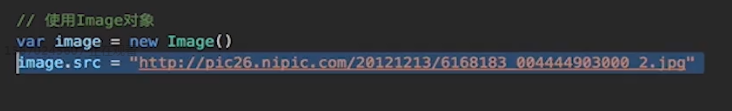 // 使用Image对象
var image = new Image()
image.src = "http://pic26.nipic.com/20121213/6168183_004444903000_2.jpg"